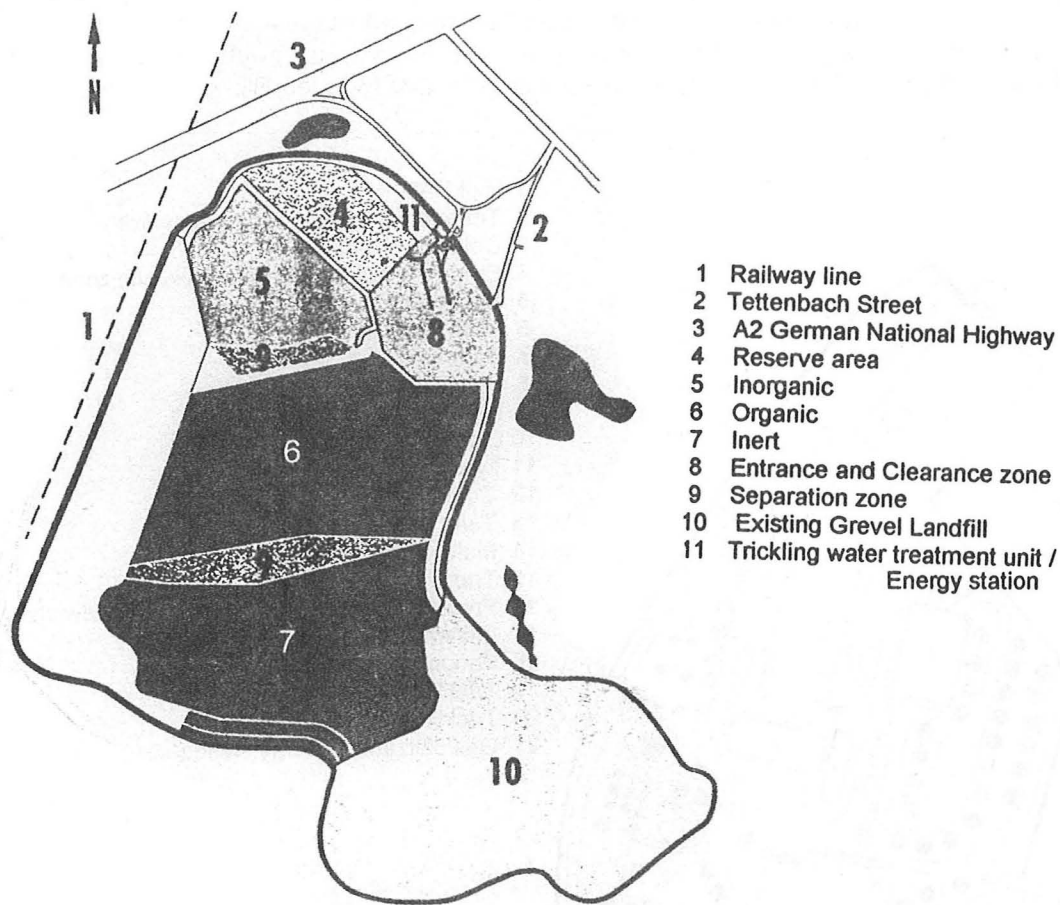 N
3
4
11
2
5
1
8
9
6
9
7
10
1 Railway line
2 Tettenbach Street
3 A2 German National Highway
4 Reserve area
5 Inorganic
6 Organic
7 Inert
8 Entrance and Clearance zone
9 Separation zone
10 Existing Grevel Landfill
11 Trickling water treatment unit /
Energy station